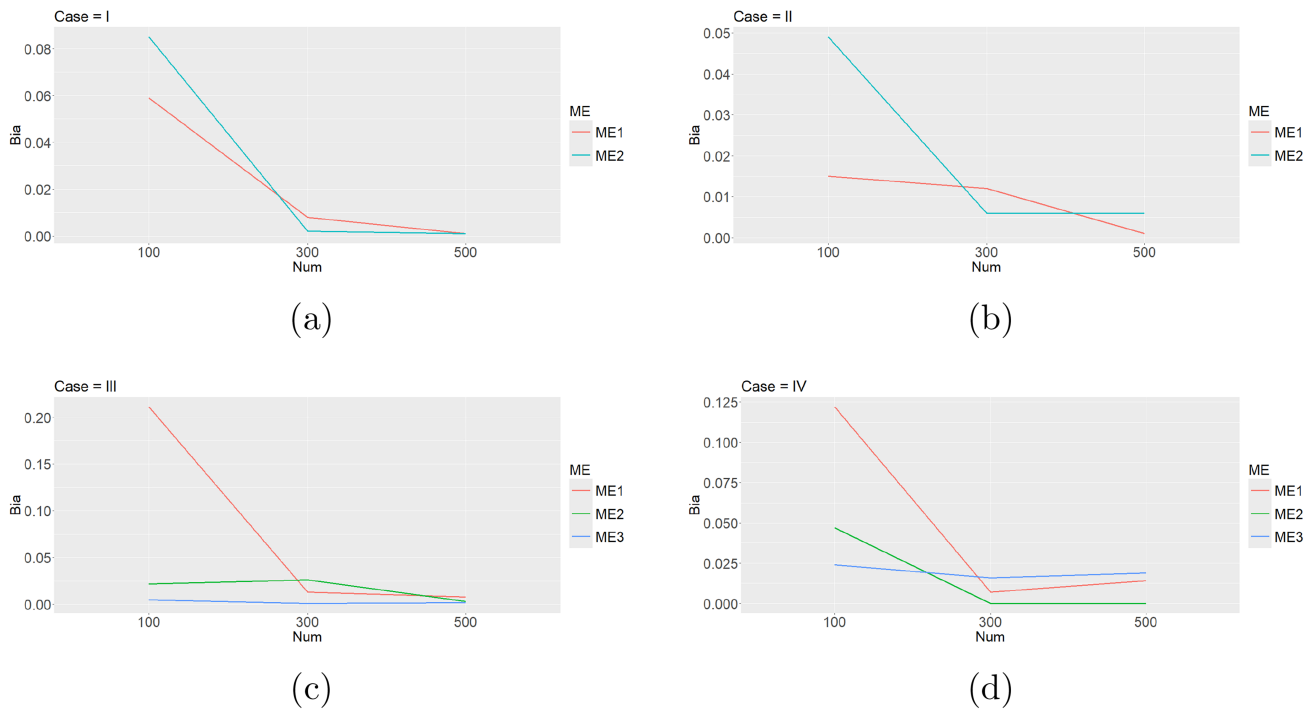 Case = I
0.08
0.06
0.04
0.02
0.00
Bia
100 300 500
Num
ME
ME1
ME2
(a)
Case = II
0.05
0.04
0.03
0.02
0.01
0.00
Bia
100 300 500
Num
ME
ME1
ME2
(b)
Case = III
0.20
0.15
0.10
0.05
0.00
Bia
100 300 500
Num
ME
ME1
ME2
ME3
(c)
Case = IV
0.125
0.100
0.075
0.050
0.025
0.000
Bia
100 300 500
Num
ME
ME1
ME2
ME3
(d)